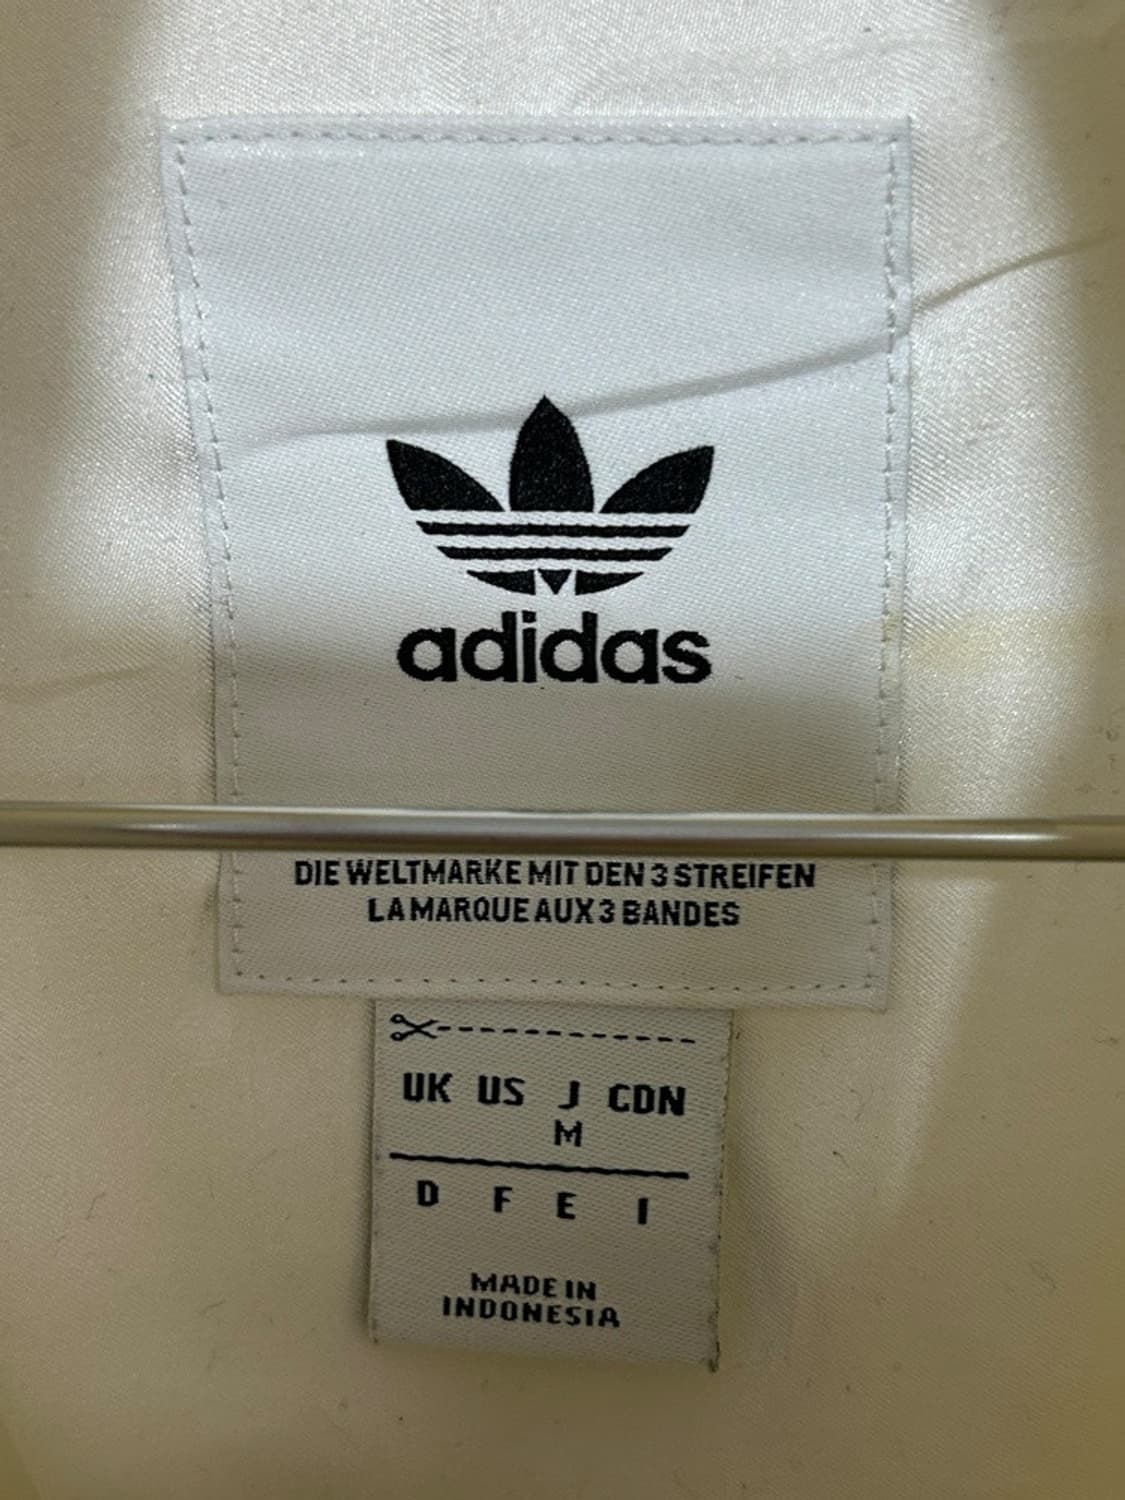 adidas
DIE WELTMARKE MIT DEN 3 STREIFEN
LA MARQUE AUX 3 BANDES
UK US J CDN
M
D F E I
MADE IN
INDONESIA